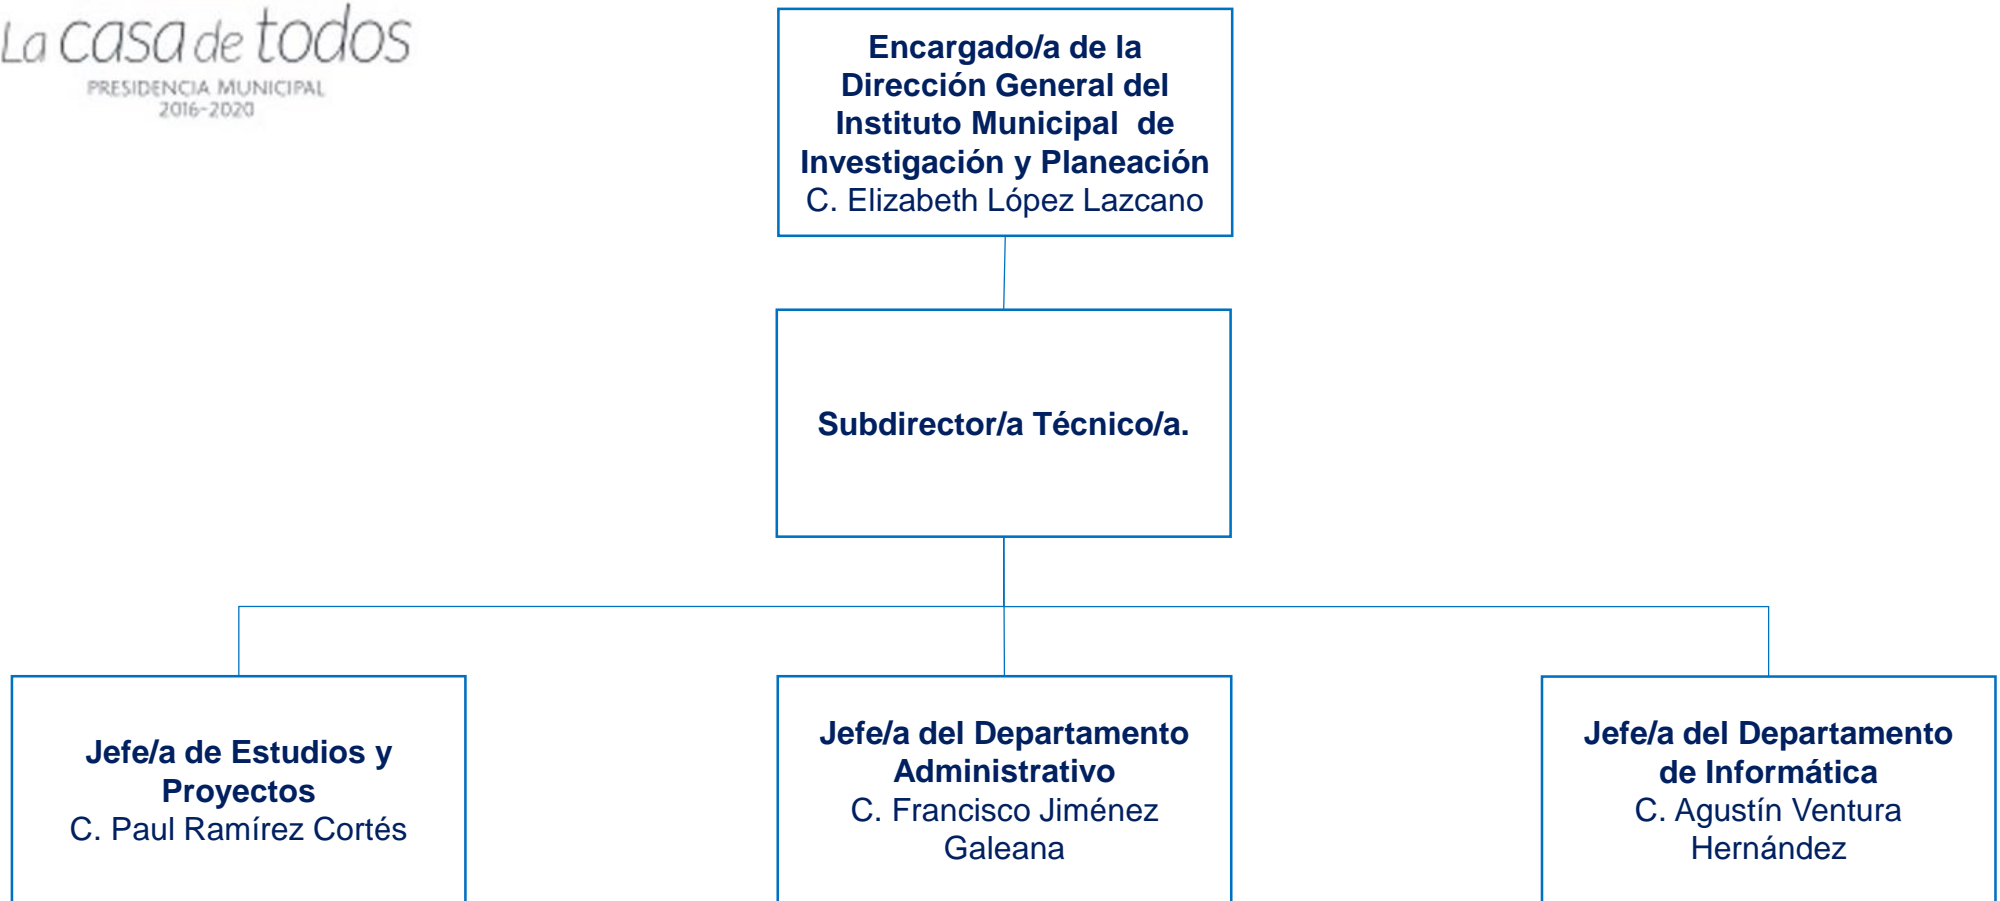 La casa de todos
PRESIDENCIA MUNICIPAL
2016-2020
Encargado/a de la
Dirección General del
Instituto Municipal de
Investigación y Planeación
C. Elizabeth López Lazcano
Subdirector/a Técnico/a.
Jefe/a de Estudios y
Proyectos
C. Paul Ramírez Cortés
Jefe/a del Departamento
Administrativo
C. Francisco Jiménez
Galeana
Jefe/a del Departamento
de Informática
C. Agustín Ventura
Hernández